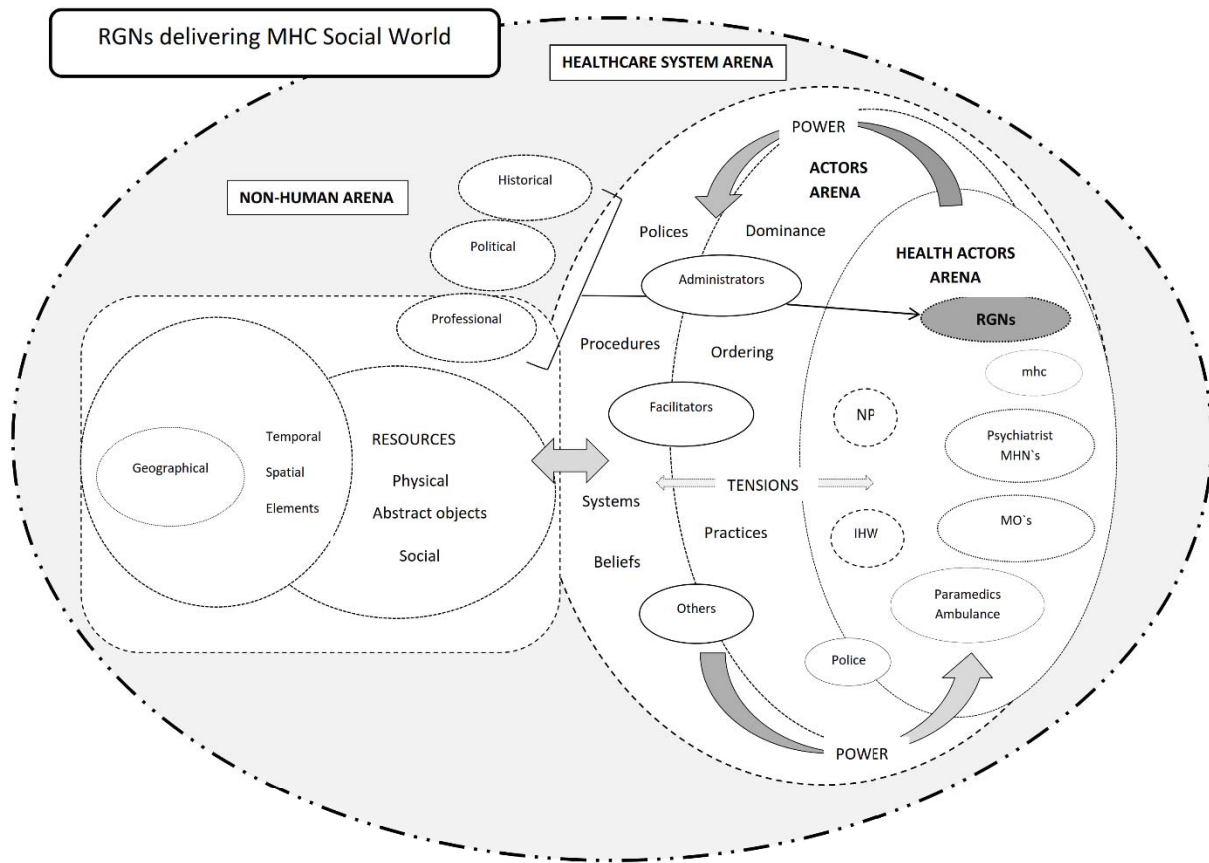 RGNs delivering MHC Social World
HEALTHCARE SYSTEM ARENA
NON-HUMAN ARENA
Historical
Political
Professional
Geographical
Temporal
Spatial
Elements
RESOURCES
Physical
Abstract objects
Social
POWER
ACTORS
ARENA
Polices
Dominance
Administrators
Procedures
Ordering
Facilitators
TENSIONS
Systems
Practices
Beliefs
Others
HEALTH ACTORS
ARENA
RGNs
mhc
NP
Psychiatrist
MHN`s
IHW
MO`s
Paramedics
Ambulance
Police
POWER